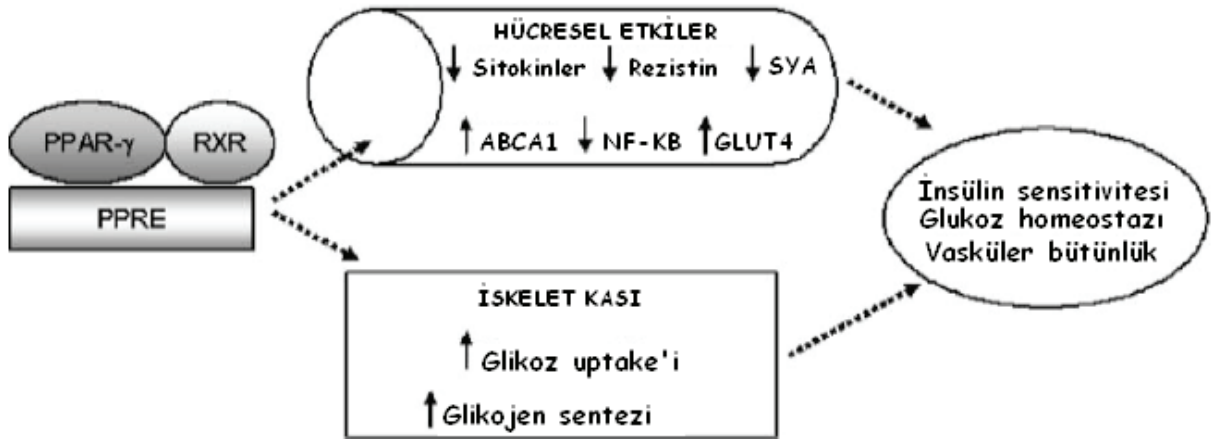 HÜCRESEL ETKİLER
↓ Sitokinler ↓ Rezistin ↓ SYA
↑ ABCA1 ↓ NF-KB ↑ GLUT4
PPAR-γ RXR
PPRE
İnsülin sensitivitesi
Glukoz homeostazı
Vasküler bütünlük
İSKELET KASI
↑ Glikoz uptake'i
↑ Glikojen sentezi